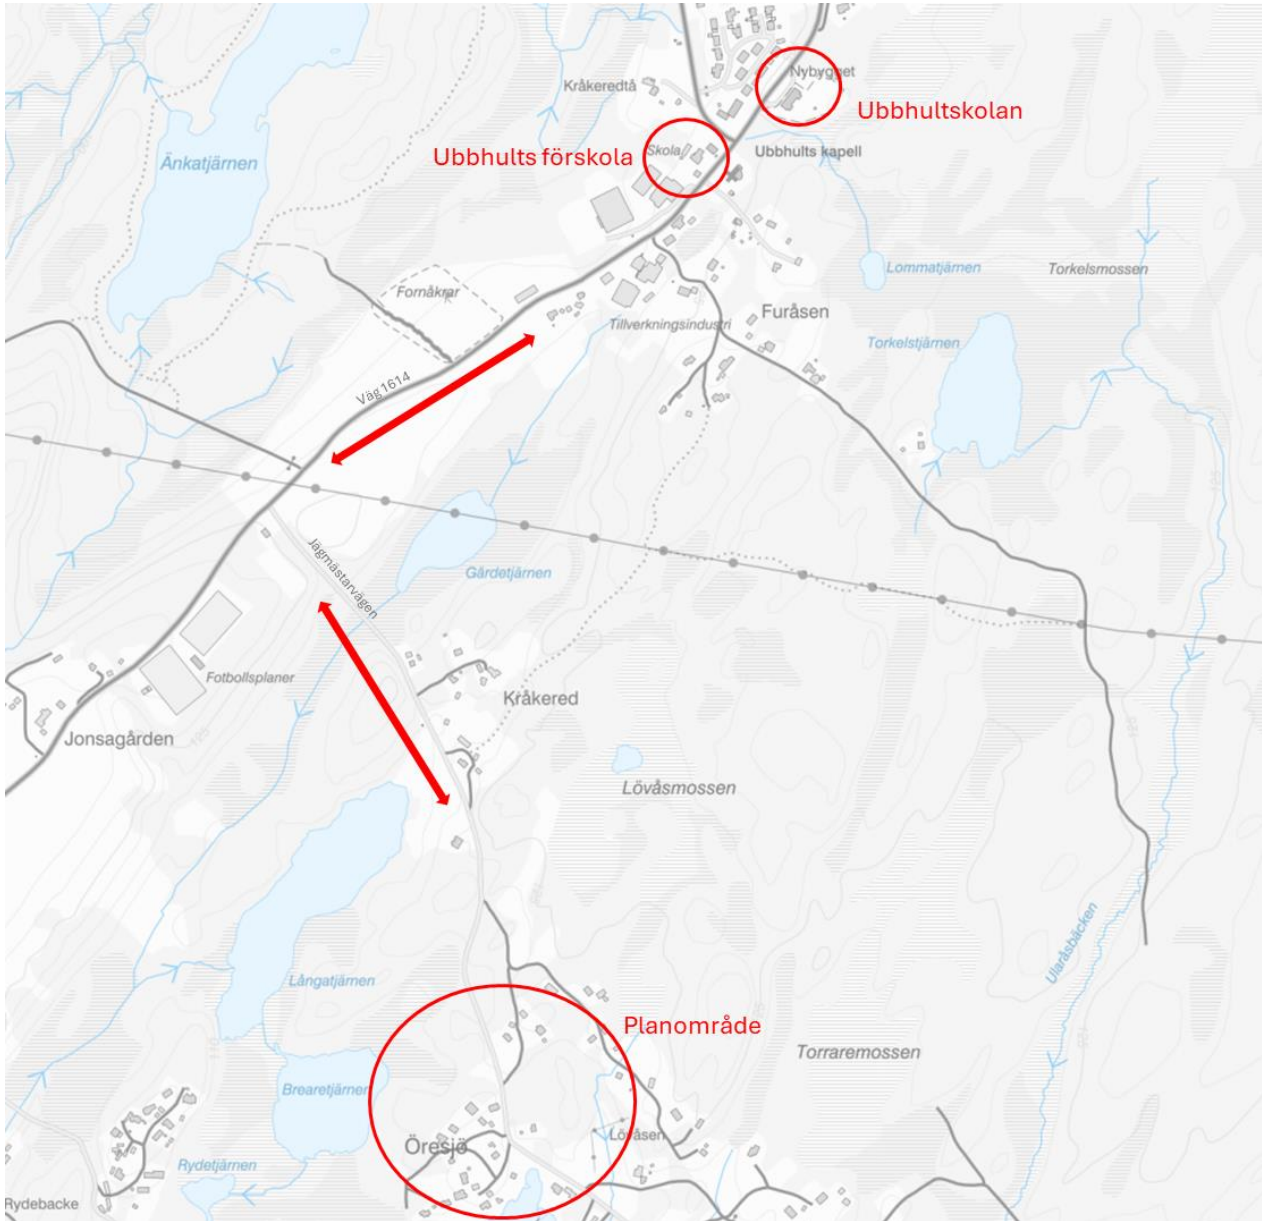 Nybygget
Kråkeredtå
Ubbhultskolan
Ubbhults förskola
Skola
Ubbhults kapell
Änkatjärnen
Lommatjärnen
Torkelsmossen
Fornåkrar
Furåsen
Tillverkningsindustri
Torkelstjärnen
Väg 1614
Jägmästarvägen
Gårdetjärnen
Fotbollsplaner
Kråkered
Jonsagården
Lövåsmossen
Ularåsbäcken
Långatjärnen
Planområde
Torraremossen
Brearetjärnen
Öresjö
Lövåsen
Rydetjärnen
Rydebacke